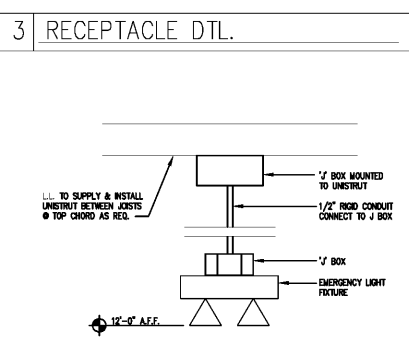 3 RECEPTACLE DTL.
'J' BOX MOUNTED
TO UNISTRUT
L.L. TO SUPPLY & INSTALL
UNISTRUT BETWEEN JOISTS
@ TOP CHORD AS REQ.
1/2" RIGID CONDUIT
CONNECT TO J BOX
'J' BOX
EMERGENCY LIGHT
FIXTURE
12'-0" A.F.F.